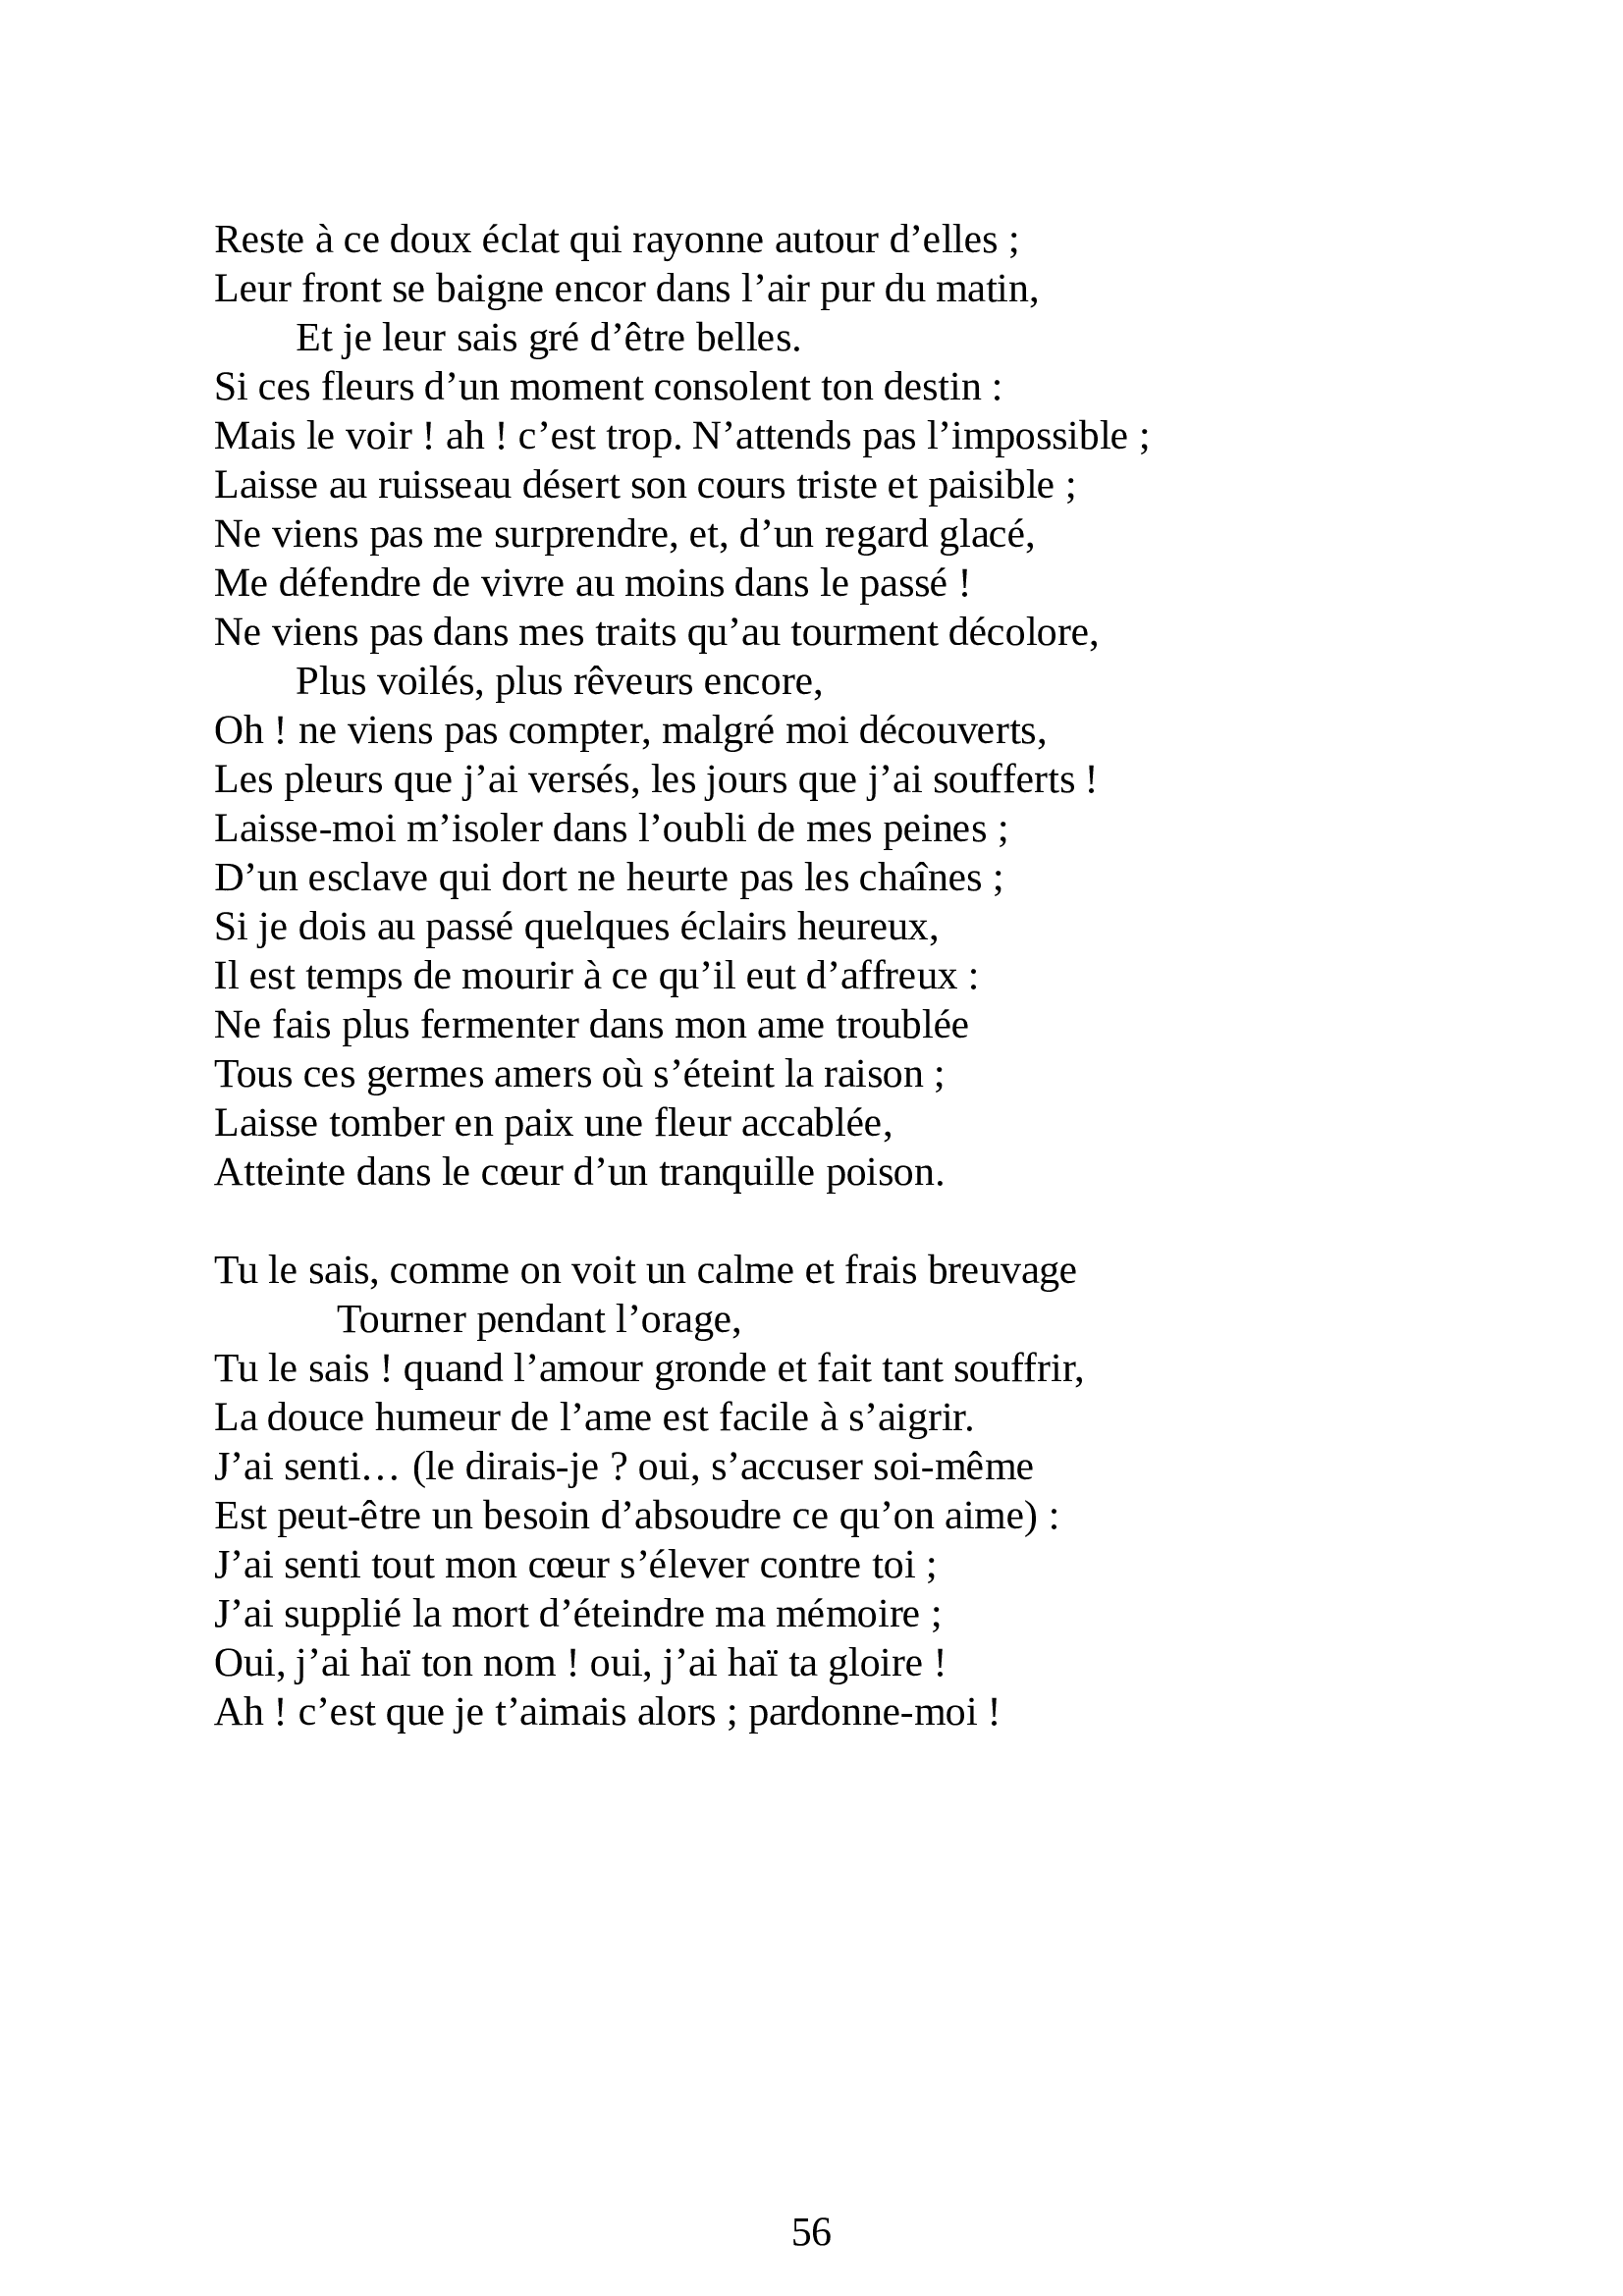 Reste à ce doux éclat qui rayonne autour d’elles ;
Leur front se baigne encor dans l’air pur du matin,
Et je leur sais gré d’être belles.
Si ces fleurs d’un moment consolent ton destin :
Mais le voir ! ah ! c’est trop. N’attends pas l’impossible ;
Laisse au ruisseau désert son cours triste et paisible ;
Ne viens pas me surprendre, et, d’un regard glacé,
Me défendre de vivre au moins dans le passé !
Ne viens pas dans mes traits qu’au tourment décolore,
Plus voilés, plus rêveurs encore,
Oh ! ne viens pas compter, malgré moi découverts,
Les pleurs que j’ai versés, les jours que j’ai soufferts !
Laisse-moi m’isoler dans l’oubli de mes peines ;
D’un esclave qui dort ne heurte pas les chaînes ;
Si je dois au passé quelques éclairs heureux,
Il est temps de mourir à ce qu’il eut d’affreux :
Ne fais plus fermenter dans mon ame troublée
Tous ces germes amers où s’éteint la raison ;
Laisse tomber en paix une fleur accablée,
Atteinte dans le cœur d’un tranquille poison.

Tu le sais, comme on voit un calme et frais breuvage
Tourner pendant l’orage,
Tu le sais ! quand l’amour gronde et fait tant souffrir,
La douce humeur de l’ame est facile à s’aigrir.
J’ai senti… (le dirais-je ? oui, s’accuser soi-même
Est peut-être un besoin d’absoudre ce qu’on aime) :
J’ai senti tout mon cœur s’élever contre toi ;
J’ai supplié la mort d’éteindre ma mémoire ;
Oui, j’ai haï ton nom ! oui, j’ai haï ta gloire !
Ah ! c’est que je t’aimais alors ; pardonne-moi !

56